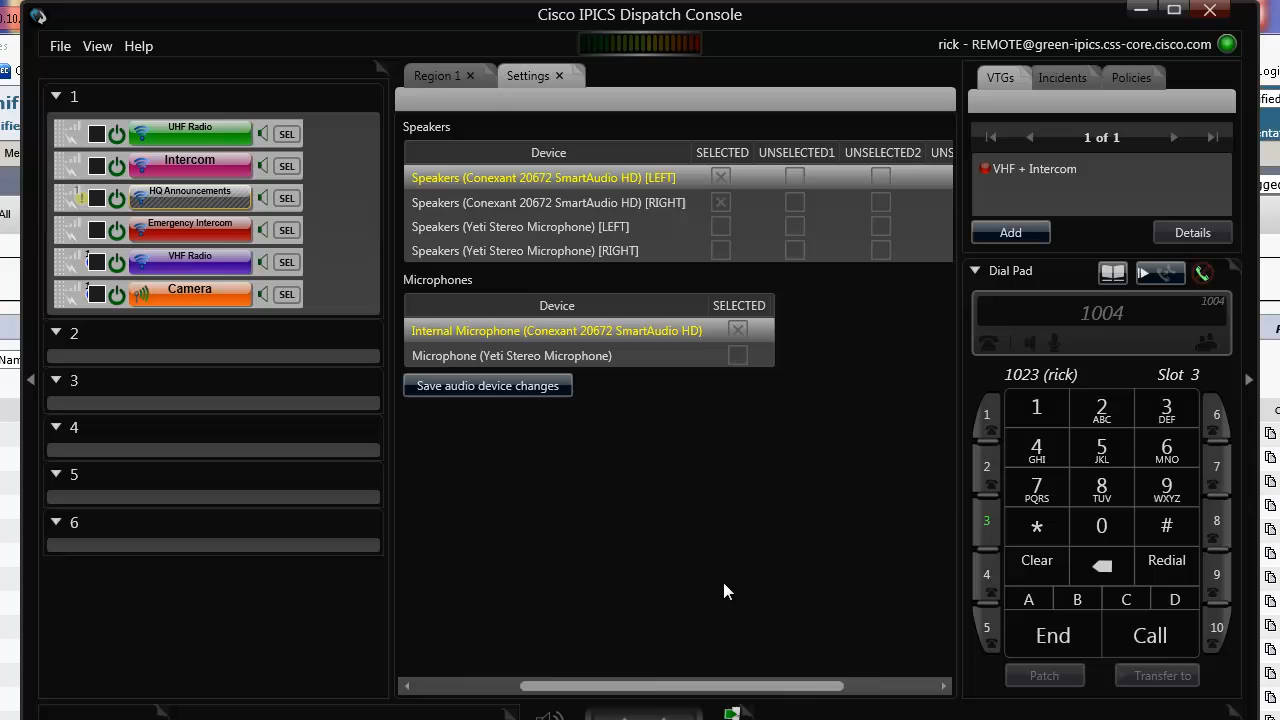 Cisco IPICS Dispatch Console
File View Help
rick - REMOTE@green-ipics.css-core.cisco.com
1
UHF Radio SEL
Intercom SEL
HQ Announcements SEL
Emergency Intercom SEL
VHF Radio SEL
Camera SEL
2
3
4
5
6
Region 1 Settings
Speakers
Device SELECTED UNSELECTED1 UNSELECTED2 UNS
Speakers (Conexant 20672 SmartAudio HD) [LEFT]
Speakers (Conexant 20672 SmartAudio HD) [RIGHT]
Speakers (Yeti Stereo Microphone) [LEFT]
Speakers (Yeti Stereo Microphone) [RIGHT]
Microphones
Device SELECTED
Internal Microphone (Conexant 20672 SmartAudio HD)
Microphone (Yeti Stereo Microphone)
Save audio device changes
VTGs Incidents Policies
1 of 1
VHF + Intercom
Add Details
Dial Pad
1004
1004
1023 (rick) Slot 3
1 1 2 ABC 3 DEF 6
2 4 GHI 5 JKL 6 MNO 7
7 PQRS 8 TUV 9 WXYZ
3 * 0 # 8
4 Clear Redial 9
A B C D
5 End Call 10
Patch Transfer to